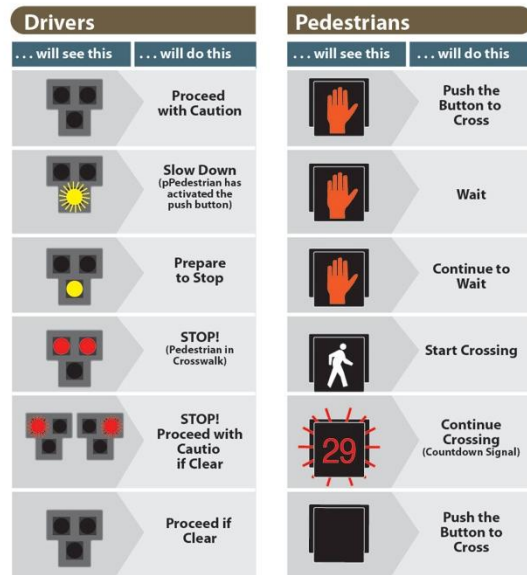 Drivers
. . . will see this
. . . will do this
Proceed
with Caution
Slow Down
(pPedestrian has
activated the
push button)
Prepare
to Stop
STOP!
(Pedestrian in
Crosswalk)
STOP!
Proceed with
Cautio
if Clear
Proceed if
Clear
Pedestrians
. . . will see this
. . . will do this
Push the
Button to
Cross
Wait
Continue to
Wait
Start Crossing
29
Continue
Crossing
(Countdown Signal)
Push the
Button to
Cross